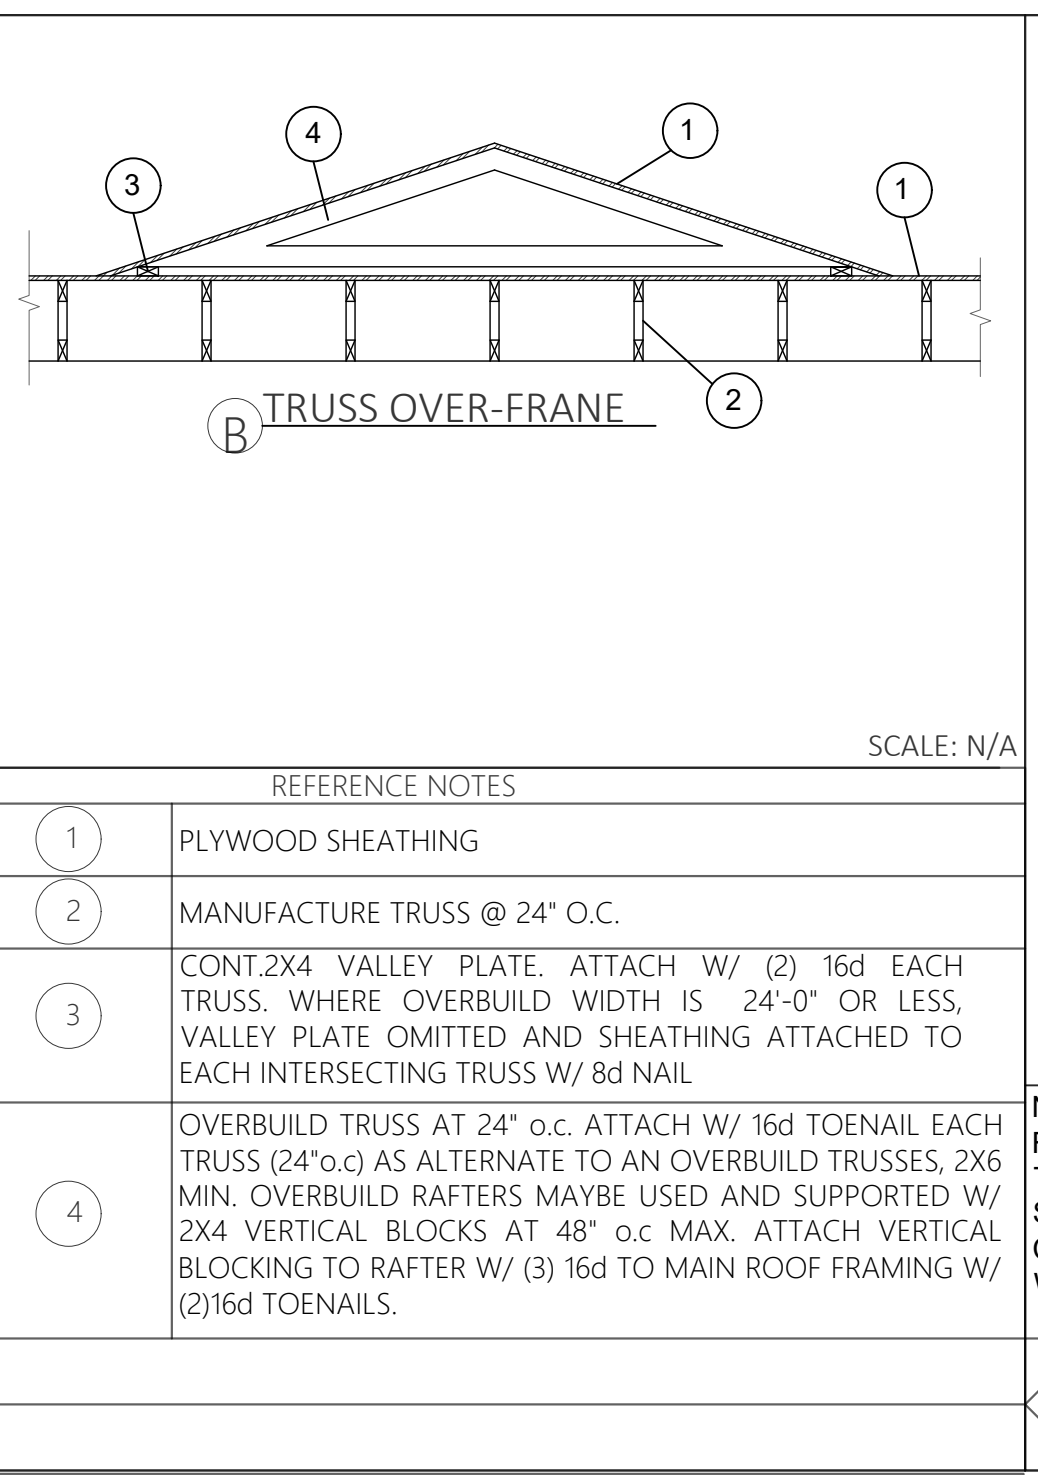 4
1
3
1
2
B TRUSS OVER-FRANE
SCALE: N/A
REFERENCE NOTES
1 PLYWOOD SHEATHING
2 MANUFACTURE TRUSS @ 24" O.C.
CONT.2X4 VALLEY PLATE. ATTACH W/ (2) 16d EACH
TRUSS. WHERE OVERBUILD WIDTH IS 24'-0" OR LESS,
3
VALLEY PLATE OMITTED AND SHEATHING ATTACHED TO
EACH INTERSECTING TRUSS W/ 8d NAIL
OVERBUILD TRUSS AT 24" o.c. ATTACH W/ 16d TOENAIL EACH
TRUSS (24"o.c) AS ALTERNATE TO AN OVERBUILD TRUSSES, 2X6
MIN. OVERBUILD RAFTERS MAYBE USED AND SUPPORTED W/
4
2X4 VERTICAL BLOCKS AT 48" o.c MAX. ATTACH VERTICAL
BLOCKING TO RAFTER W/ (3) 16d TO MAIN ROOF FRAMING W/
(2)16d TOENAILS.